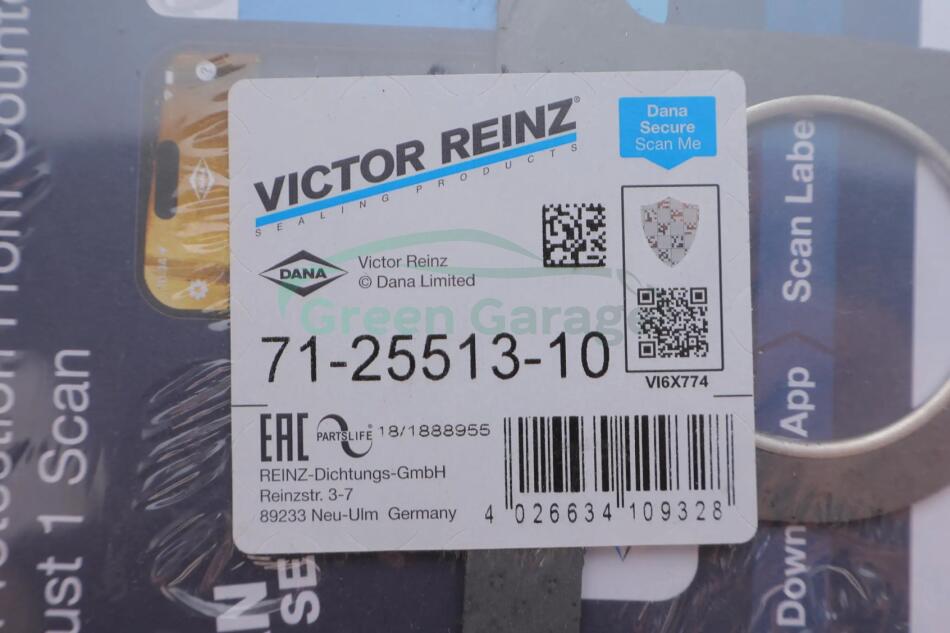 VICTOR REINZ®
SEALING PRODUCTS
Dana
Secure
Scan Me
DANA
Victor Reinz
© Dana Limited
Green Garage
71-25513-10
VI6X774
EAC PARTSLIFE® 18/1888955
REINZ-Dichtungs-GmbH
Reinzstr. 3-7
89233 Neu-Ulm Germany
4 026634 109328
ust 1 Scan
Scan Labe
App
Down